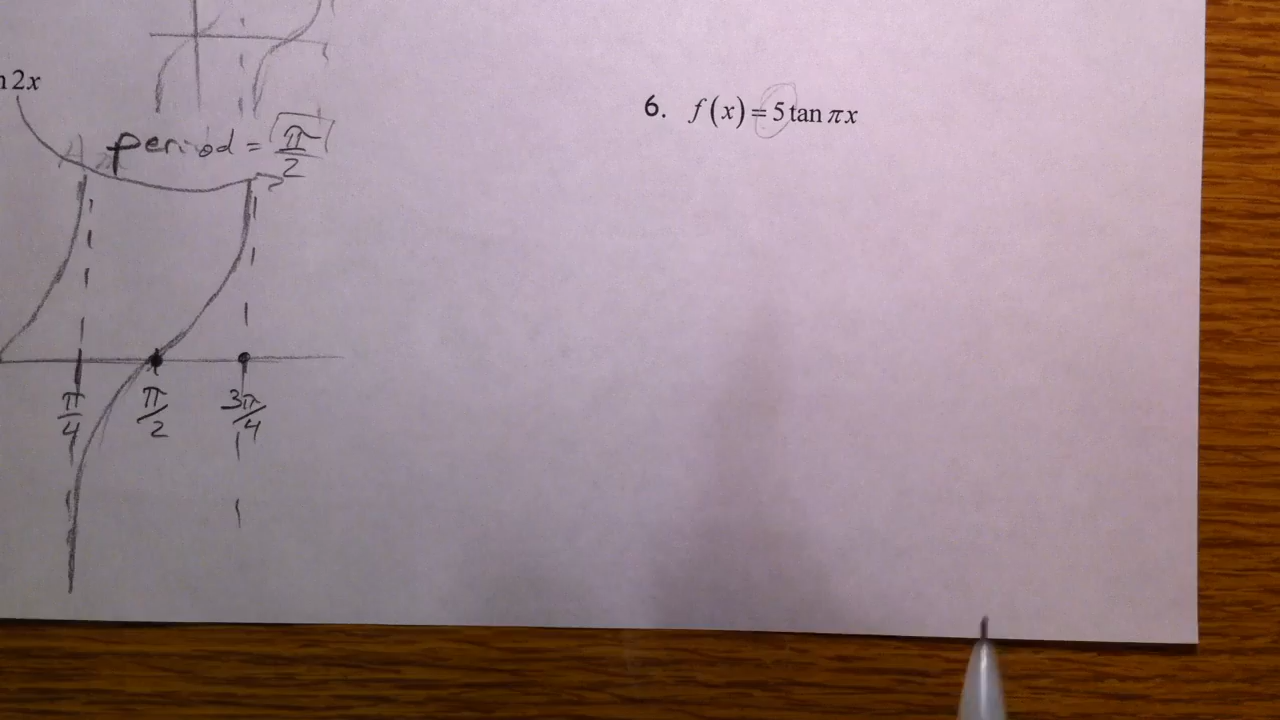 2x
period = π/2
π/4 π/2 3π/4
6. f(x) = 5 tan πx